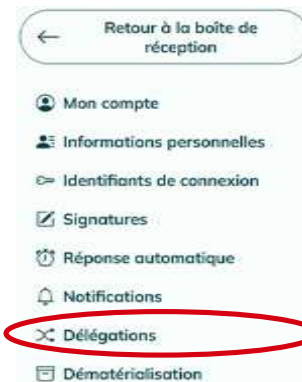 Retour à la boîte de
réception
Mon compte
Informations personnelles
Identifiants de connexion
Signatures
Réponse automatique
Notifications
Délégations
Dématérialisation